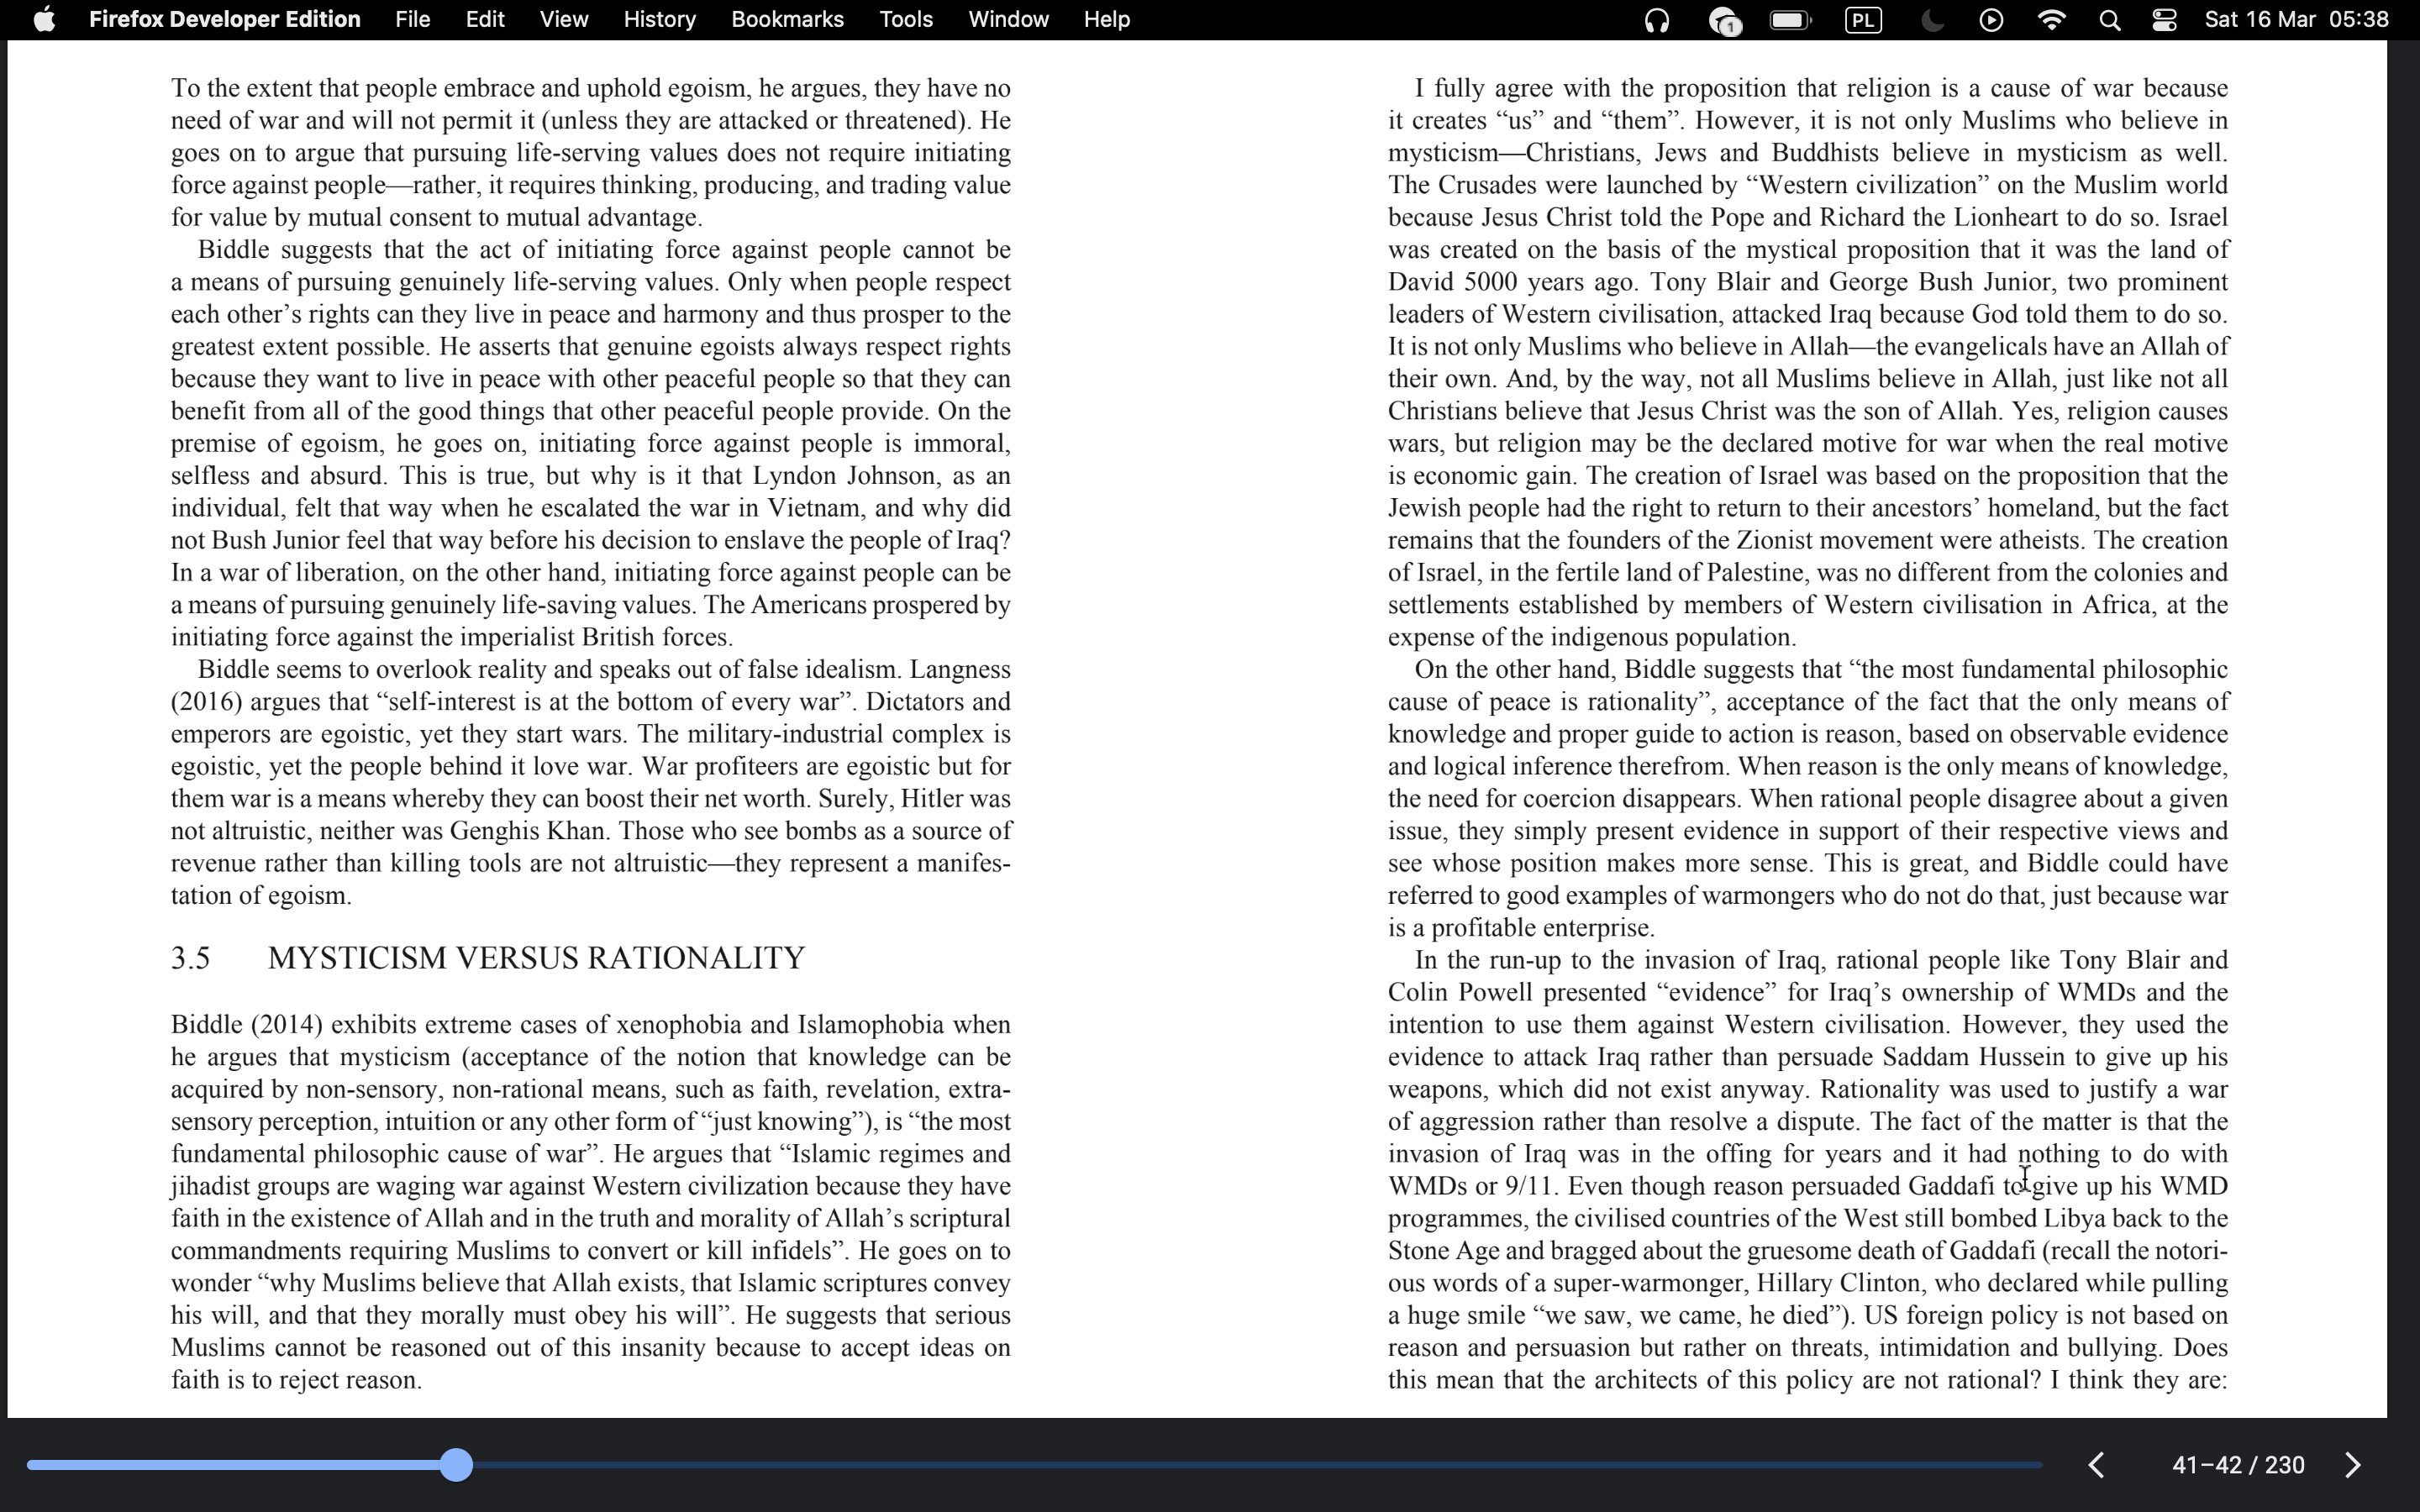 Firefox Developer Edition File Edit View History Bookmarks Tools Window Help 1 PL Sat 16 Mar 05:38
To the extent that people embrace and uphold egoism, he argues, they have no
need of war and will not permit it (unless they are attacked or threatened). He
goes on to argue that pursuing life-serving values does not require initiating
force against people—rather, it requires thinking, producing, and trading value
for value by mutual consent to mutual advantage.
Biddle suggests that the act of initiating force against people cannot be
a means of pursuing genuinely life-serving values. Only when people respect
each other’s rights can they live in peace and harmony and thus prosper to the
greatest extent possible. He asserts that genuine egoists always respect rights
because they want to live in peace with other peaceful people so that they can
benefit from all of the good things that other peaceful people provide. On the
premise of egoism, he goes on, initiating force against people is immoral,
selfless and absurd. This is true, but why is it that Lyndon Johnson, as an
individual, felt that way when he escalated the war in Vietnam, and why did
not Bush Junior feel that way before his decision to enslave the people of Iraq?
In a war of liberation, on the other hand, initiating force against people can be
a means of pursuing genuinely life-saving values. The Americans prospered by
initiating force against the imperialist British forces.
Biddle seems to overlook reality and speaks out of false idealism. Langness
(2016) argues that “self-interest is at the bottom of every war”. Dictators and
emperors are egoistic, yet they start wars. The military-industrial complex is
egoistic, yet the people behind it love war. War profiteers are egoistic but for
them war is a means whereby they can boost their net worth. Surely, Hitler was
not altruistic, neither was Genghis Khan. Those who see bombs as a source of
revenue rather than killing tools are not altruistic—they represent a manifes-
tation of egoism.
3.5 MYSTICISM VERSUS RATIONALITY
Biddle (2014) exhibits extreme cases of xenophobia and Islamophobia when
he argues that mysticism (acceptance of the notion that knowledge can be
acquired by non-sensory, non-rational means, such as faith, revelation, extra-
sensory perception, intuition or any other form of “just knowing”), is “the most
fundamental philosophic cause of war”. He argues that “Islamic regimes and
jihadist groups are waging war against Western civilization because they have
faith in the existence of Allah and in the truth and morality of Allah’s scriptural
commandments requiring Muslims to convert or kill infidels”. He goes on to
wonder “why Muslims believe that Allah exists, that Islamic scriptures convey
his will, and that they morally must obey his will”. He suggests that serious
Muslims cannot be reasoned out of this insanity because to accept ideas on
faith is to reject reason.
I fully agree with the proposition that religion is a cause of war because
it creates “us” and “them”. However, it is not only Muslims who believe in
mysticism—Christians, Jews and Buddhists believe in mysticism as well.
The Crusades were launched by “Western civilization” on the Muslim world
because Jesus Christ told the Pope and Richard the Lionheart to do so. Israel
was created on the basis of the mystical proposition that it was the land of
David 5000 years ago. Tony Blair and George Bush Junior, two prominent
leaders of Western civilisation, attacked Iraq because God told them to do so.
It is not only Muslims who believe in Allah—the evangelicals have an Allah of
their own. And, by the way, not all Muslims believe in Allah, just like not all
Christians believe that Jesus Christ was the son of Allah. Yes, religion causes
wars, but religion may be the declared motive for war when the real motive
is economic gain. The creation of Israel was based on the proposition that the
Jewish people had the right to return to their ancestors’ homeland, but the fact
remains that the founders of the Zionist movement were atheists. The creation
of Israel, in the fertile land of Palestine, was no different from the colonies and
settlements established by members of Western civilisation in Africa, at the
expense of the indigenous population.
On the other hand, Biddle suggests that “the most fundamental philosophic
cause of peace is rationality”, acceptance of the fact that the only means of
knowledge and proper guide to action is reason, based on observable evidence
and logical inference therefrom. When reason is the only means of knowledge,
the need for coercion disappears. When rational people disagree about a given
issue, they simply present evidence in support of their respective views and
see whose position makes more sense. This is great, and Biddle could have
referred to good examples of warmongers who do not do that, just because war
is a profitable enterprise.
In the run-up to the invasion of Iraq, rational people like Tony Blair and
Colin Powell presented “evidence” for Iraq’s ownership of WMDs and the
intention to use them against Western civilisation. However, they used the
evidence to attack Iraq rather than persuade Saddam Hussein to give up his
weapons, which did not exist anyway. Rationality was used to justify a war
of aggression rather than resolve a dispute. The fact of the matter is that the
invasion of Iraq was in the offing for years and it had nothing to do with
WMDs or 9/11. Even though reason persuaded Gaddafi to give up his WMD
programmes, the civilised countries of the West still bombed Libya back to the
Stone Age and bragged about the gruesome death of Gaddafi (recall the notori-
ous words of a super-warmonger, Hillary Clinton, who declared while pulling
a huge smile “we saw, we came, he died”). US foreign policy is not based on
reason and persuasion but rather on threats, intimidation and bullying. Does
this mean that the architects of this policy are not rational? I think they are:
41–42 / 230